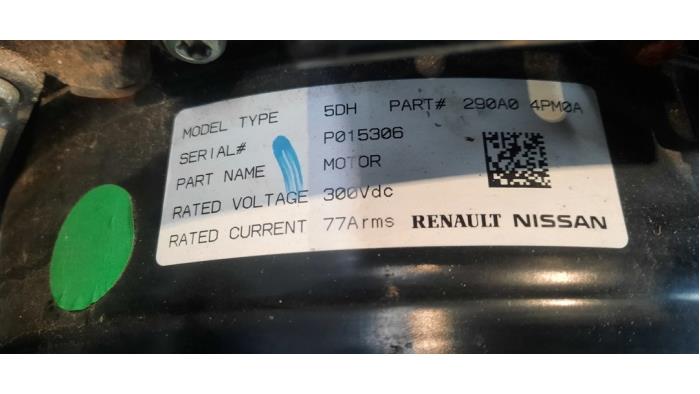 MODEL TYPE 5DH PART# 290A0 4PM0A
SERIAL# P015306
PART NAME MOTOR
RATED VOLTAGE 300Vdc
RATED CURRENT 77Arms RENAULT NISSAN